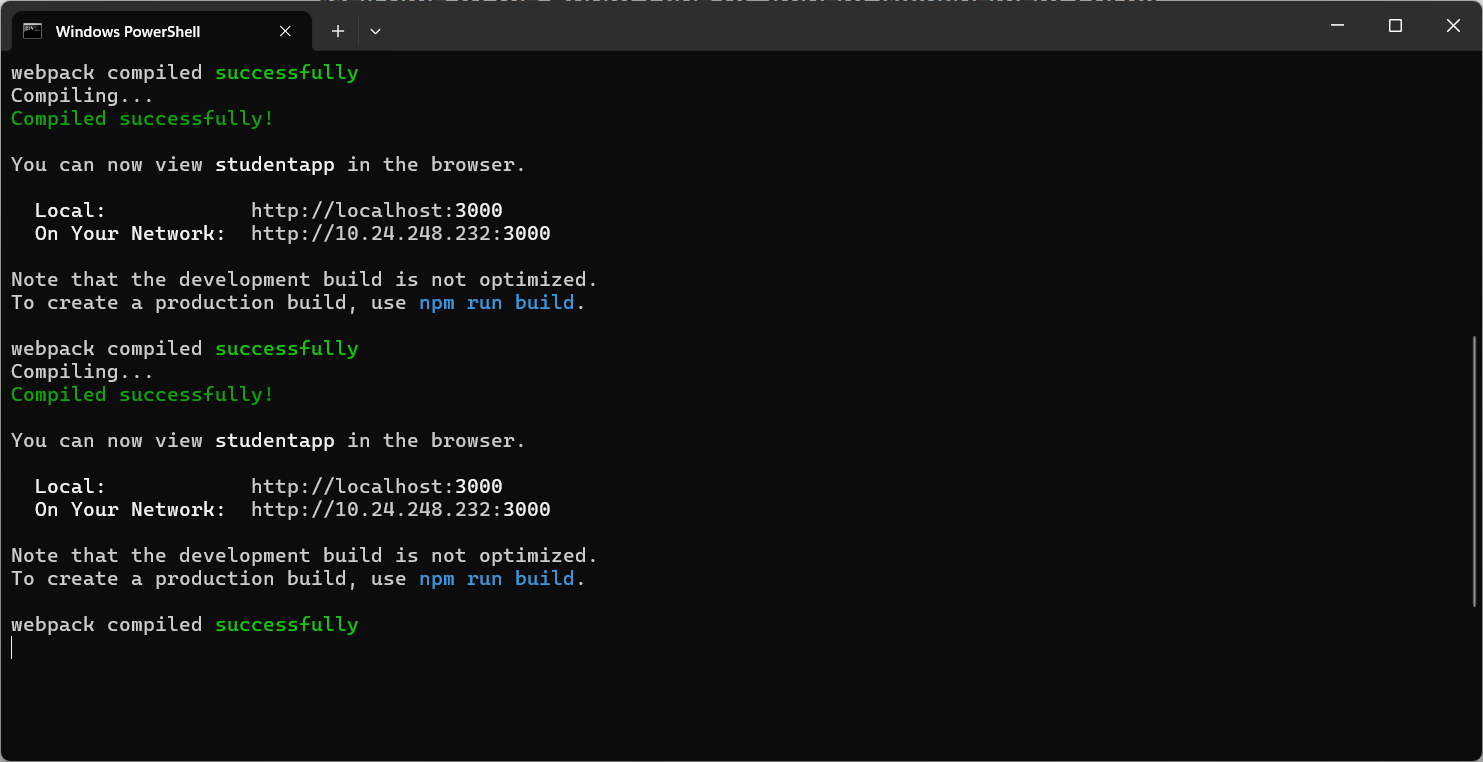 Windows PowerShell
webpack compiled successfully
Compiling...
Compiled successfully!
You can now view studentapp in the browser.
Local: http://localhost:3000
On Your Network: http://10.24.248.232:3000
Note that the development build is not optimized.
To create a production build, use npm run build.
webpack compiled successfully
Compiling...
Compiled successfully!
You can now view studentapp in the browser.
Local: http://localhost:3000
On Your Network: http://10.24.248.232:3000
Note that the development build is not optimized.
To create a production build, use npm run build.
webpack compiled successfully